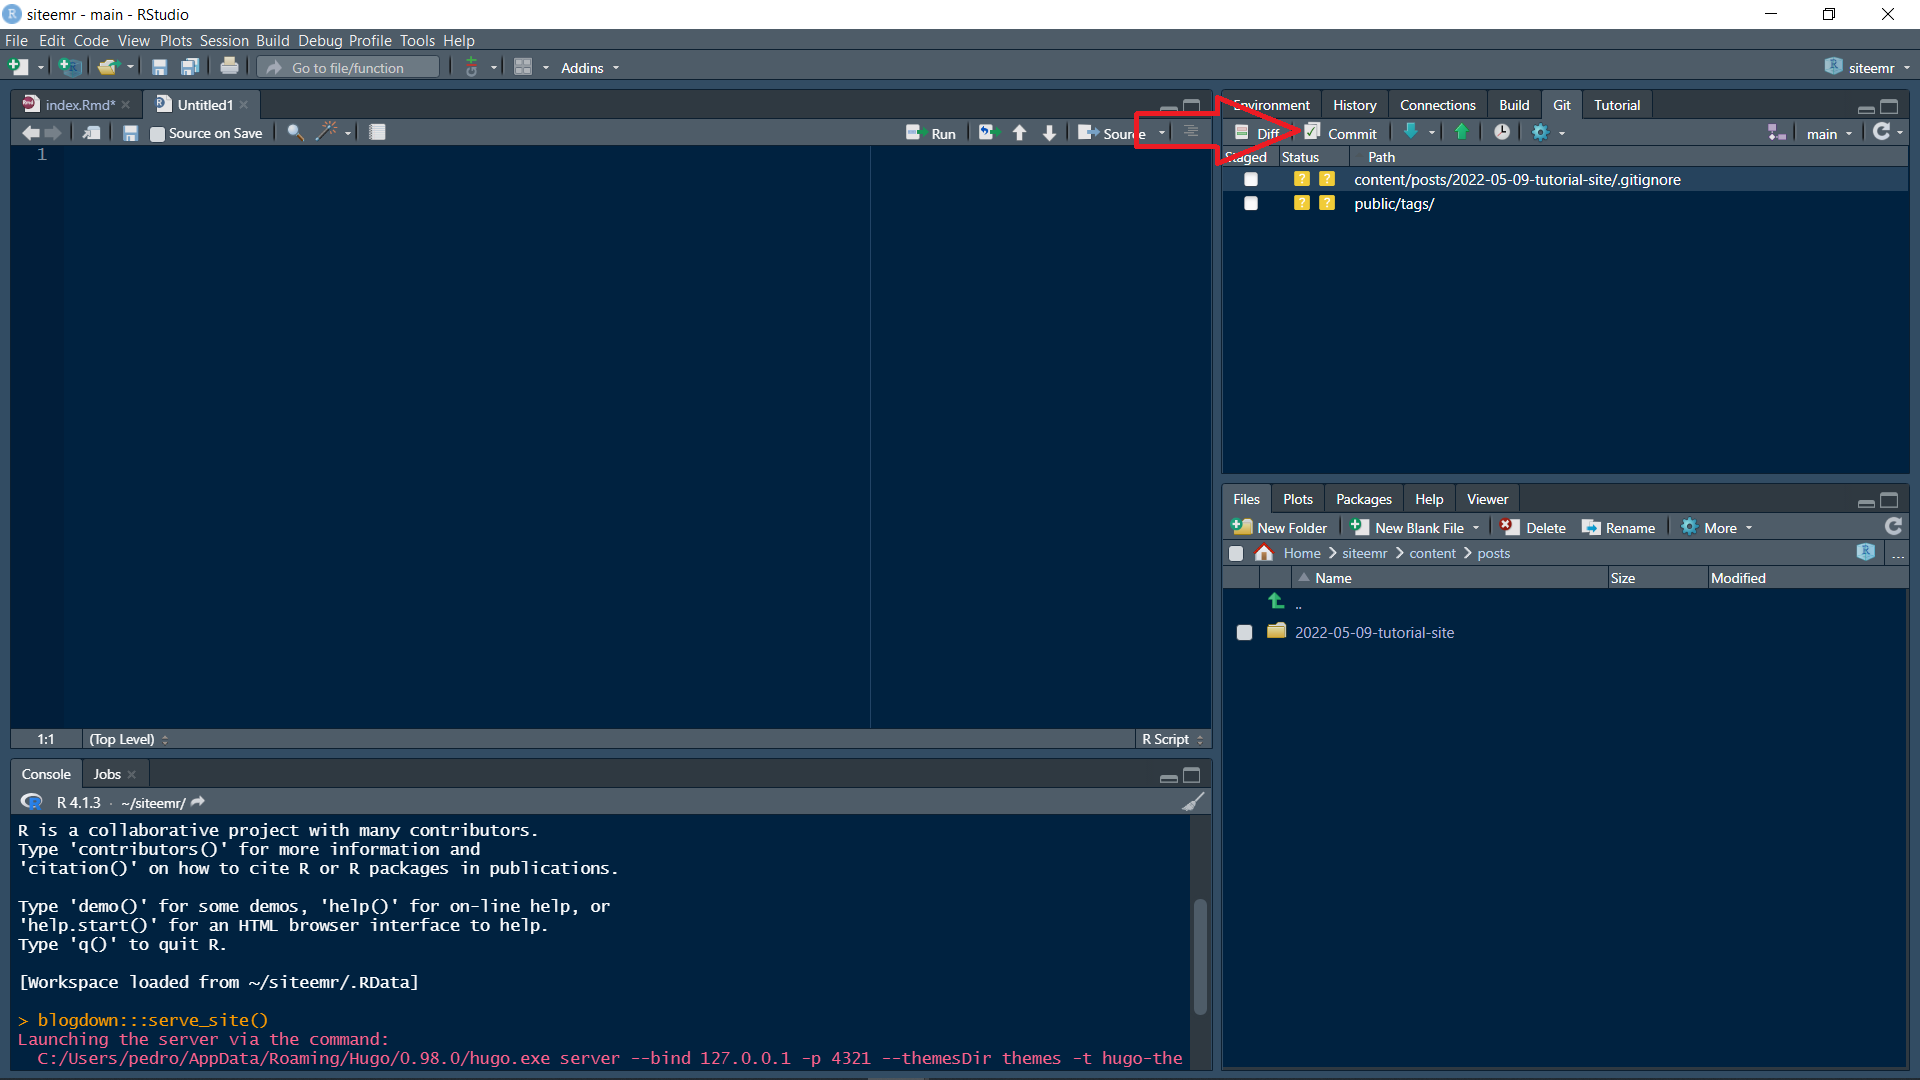 siteemr - main - RStudio
File Edit Code View Plots Session Build Debug Profile Tools Help
Go to file/function Addins siteemr
index.Rmd* Untitled1
Source on Save Run Source
1
1:1 (Top Level) R Script
Console Jobs
R 4.1.3 · ~/siteemr/
R is a collaborative project with many contributors.
Type 'contributors()' for more information and
'citation()' on how to cite R or R packages in publications.
Type 'demo()' for some demos, 'help()' for on-line help, or
'help.start()' for an HTML browser interface to help.
Type 'q()' to quit R.
[Workspace loaded from ~/siteemr/.RData]
> blogdown:::serve_site()
Launching the server via the command:
C:/Users/pedro/AppData/Roaming/Hugo/0.98.0/hugo.exe server --bind 127.0.0.1 -p 4321 --themesDir themes -t hugo-the
Environment History Connections Build Git Tutorial
Diff Commit main
Staged Status Path
? ? content/posts/2022-05-09-tutorial-site/.gitignore
? ? public/tags/
Files Plots Packages Help Viewer
New Folder New Blank File Delete Rename More
Home siteemr content posts ...
Name Size Modified
..
2022-05-09-tutorial-site